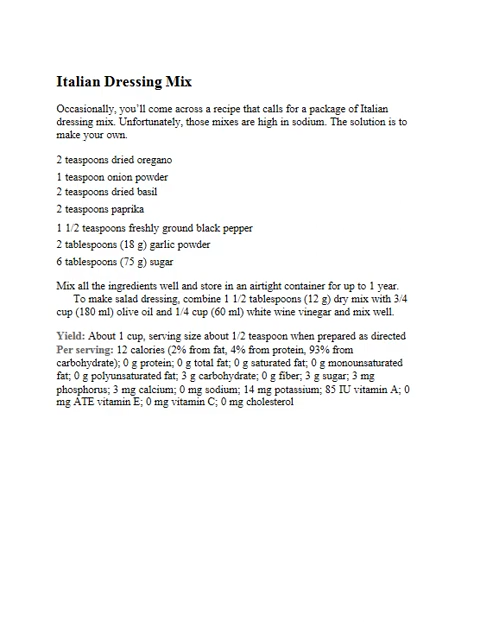 Italian Dressing Mix
Occasionally, you’ll come across a recipe that calls for a package of Italian
dressing mix. Unfortunately, those mixes are high in sodium. The solution is to
make your own.
2 teaspoons dried oregano
1 teaspoon onion powder
2 teaspoons dried basil
2 teaspoons paprika
1 1/2 teaspoons freshly ground black pepper
2 tablespoons (18 g) garlic powder
6 tablespoons (75 g) sugar
Mix all the ingredients well and store in an airtight container for up to 1 year.
To make salad dressing, combine 1 1/2 tablespoons (12 g) dry mix with 3/4
cup (180 ml) olive oil and 1/4 cup (60 ml) white wine vinegar and mix well.
Yield: About 1 cup, serving size about 1/2 teaspoon when prepared as directed
Per serving: 12 calories (2% from fat, 4% from protein, 93% from
carbohydrate); 0 g protein; 0 g total fat; 0 g saturated fat; 0 g monounsaturated
fat; 0 g polyunsaturated fat; 3 g carbohydrate; 0 g fiber; 3 g sugar; 3 mg
phosphorus; 3 mg calcium; 0 mg sodium; 14 mg potassium; 85 IU vitamin A; 0
mg ATE vitamin E; 0 mg vitamin C; 0 mg cholesterol